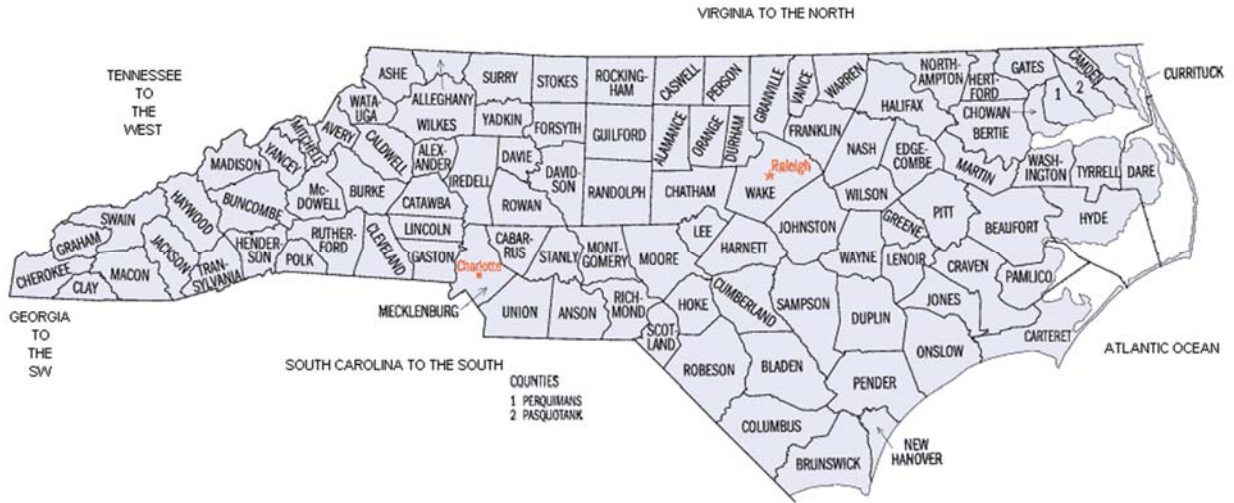 VIRGINIA TO THE NORTH
TENNESSEE
TO
THE
WEST
ASHE
ALLEGHANY
SURRY
STOKES
ROCKING-
HAM
CASWELL
PERSON
GRANVILLE
VANCE
WARREN
NORTH-
AMPTON
HERT-
FORD
GATES
CAMDEN
CURRITUCK
1
2
WATA-
UGA
WILKES
YADKIN
FORSYTH
GUILFORD
ALAMANCE
ORANGE
DURHAM
FRANKLIN
HALIFAX
CHOWAN
BERTIE
MITCHELL
AVERY
CALDWELL
ALEX-
ANDER
DAVIE
NASH
EDGE-
COMBE
MARTIN
WASH-
INGTON
TYRRELL
DARE
MADISON
YANCEY
IREDELL
DAVID-
SON
RANDOLPH
CHATHAM
Raleigh
WAKE
WILSON
Mc-
DOWELL
BURKE
CATAWBA
ROWAN
HAYWOOD
BUNCOMBE
PITT
HYDE
SWAIN
RUTHER-
FORD
CLEVELAND
LINCOLN
LEE
JOHNSTON
GREENE
BEAUFORT
GRAHAM
JACKSON
HENDER-
SON
POLK
GASTON
CABAR-
RUS
STANLY
MONT-
GOMERY
MOORE
HARNETT
WAYNE
LENOIR
CRAVEN
PAMLICO
CHEROKEE
CLAY
MACON
TRAN-
SYLVANIA
Charlotte
MECKLENBURG
UNION
ANSON
RICH-
MOND
HOKE
CUMBERLAND
SAMPSON
DUPLIN
JONES
SCOT-
LAND
CARTERET
GEORGIA
TO
THE
SW
ONSLOW
ATLANTIC OCEAN
SOUTH CAROLINA TO THE SOUTH
ROBESON
BLADEN
PENDER
COUNTIES
1 PERQUIMANS
2 PASQUOTANK
COLUMBUS
NEW
HANOVER
BRUNSWICK